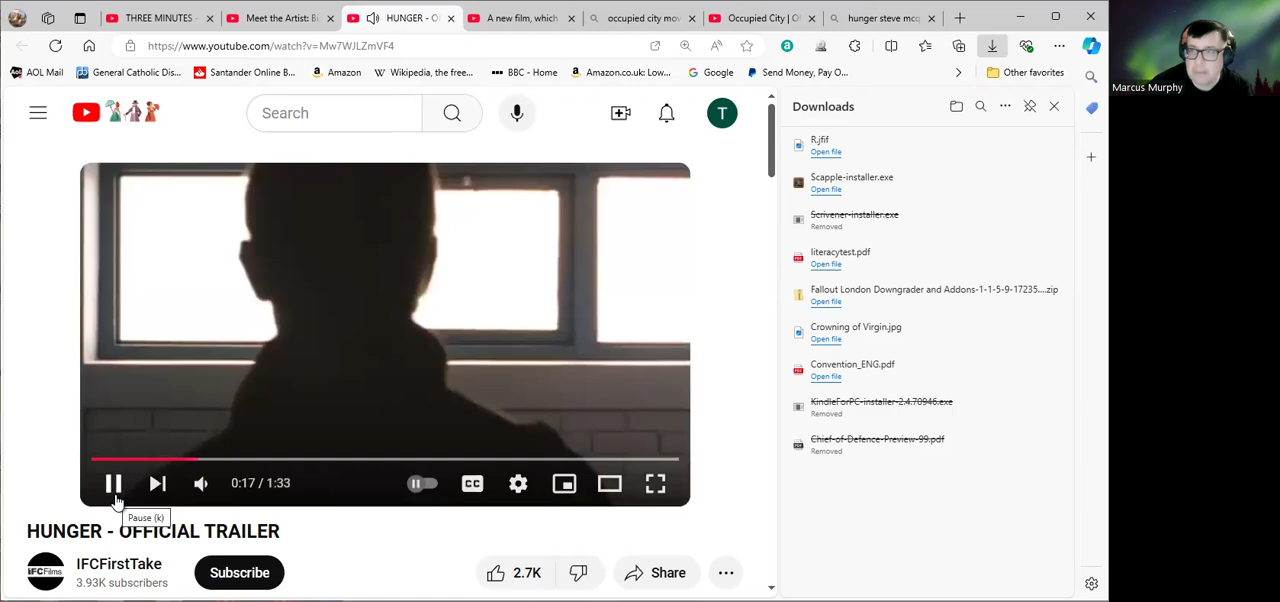 THREE MINUTES -
Meet the Artist: B
HUNGER - O
A new film, which
occupied city mov
Occupied City | O
hunger steve mcq
https://www.youtube.com/watch?v=Mw7WJLZmVF4
AOL Mail
General Catholic Dis...
Santander Online B...
Amazon
Wikipedia, the free...
BBC - Home
Amazon.co.uk: Low...
Google
Send Money, Pay O...
Other favorites
Marcus Murphy
Search
T
Downloads
R.jfif
Open file
Scapple-installer.exe
Open file
Scrivener-installer.exe
Removed
literacytest.pdf
Open file
Fallout London Downgrader and Addons-1-1-5-9-17235....zip
Open file
Crowning of Virgin.jpg
Open file
Convention_ENG.pdf
Open file
KindleForPC-installer-2.4.70946.exe
Removed
Chief-of-Defence-Preview-99.pdf
Removed
0:17 / 1:33
CC
Pause (k)
HUNGER - OFFICIAL TRAILER
IFC Films
IFCFirstTake
3.93K subscribers
Subscribe
2.7K
Share